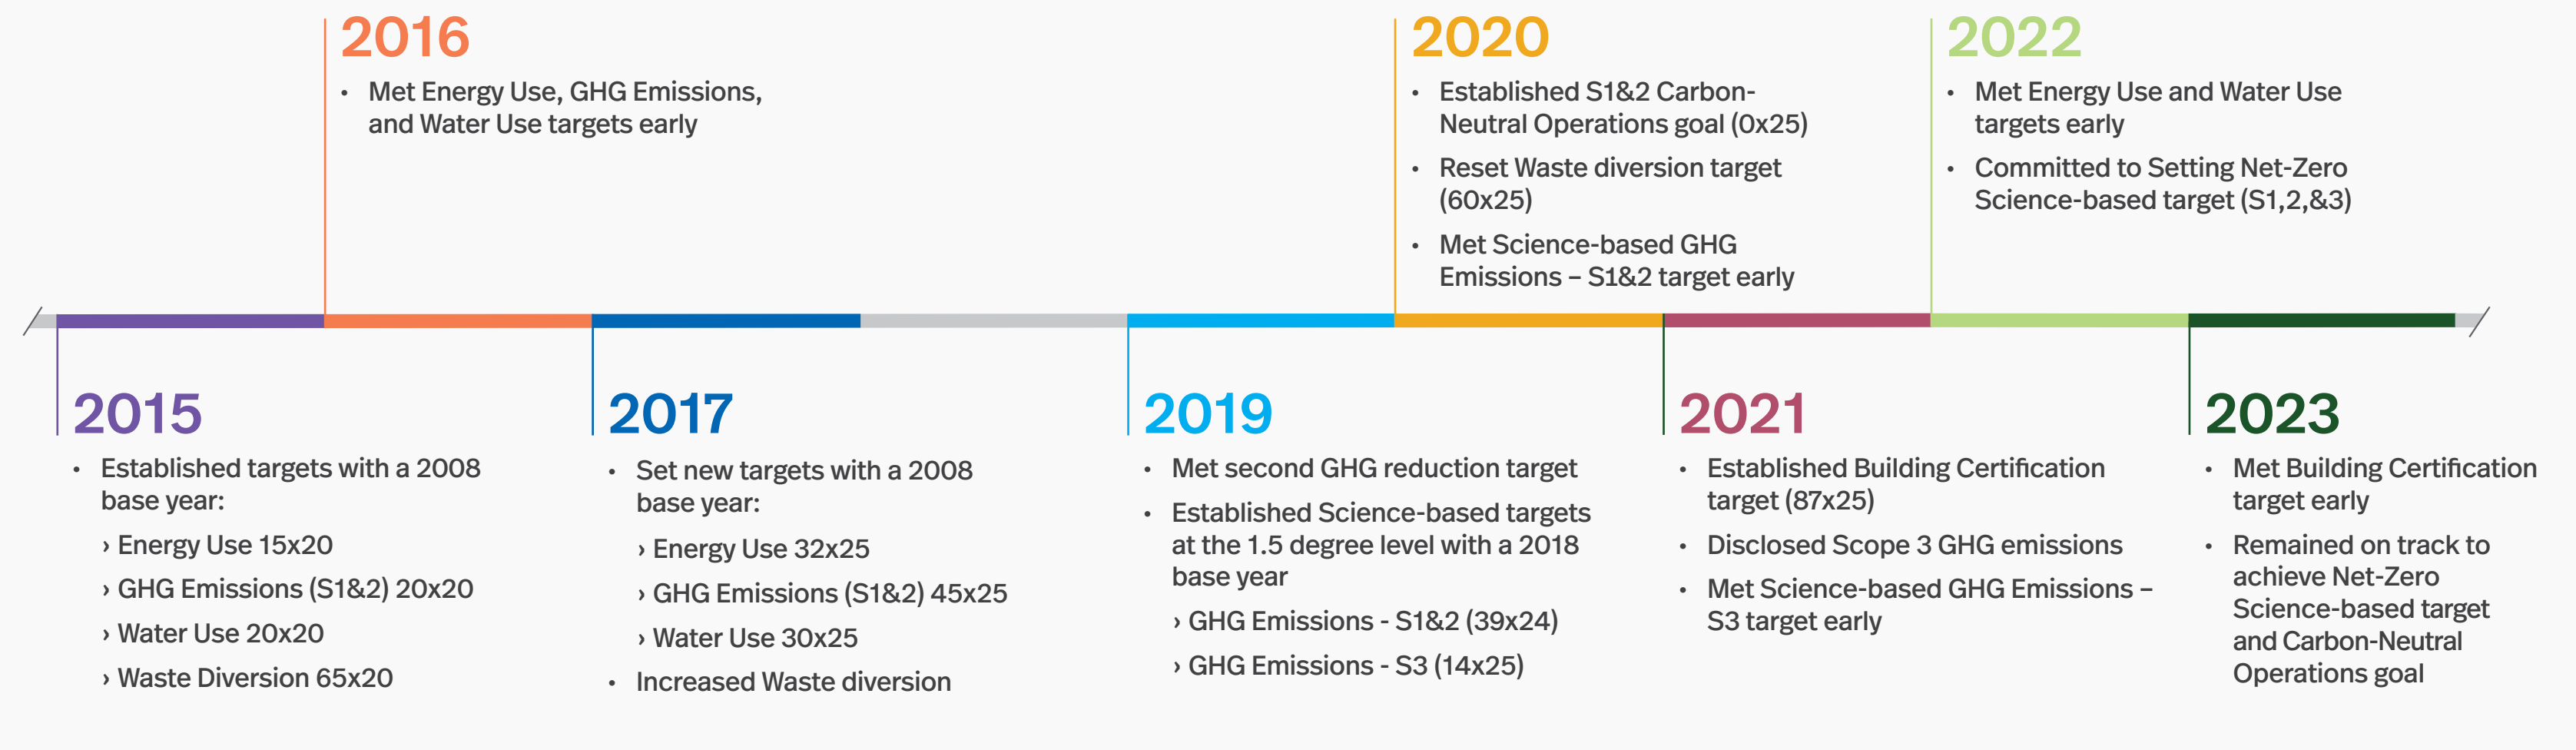 2016
• Met Energy Use, GHG Emissions,
and Water Use targets early
2020
• Established S1&2 Carbon-
Neutral Operations goal (0x25)
• Reset Waste diversion target
(60x25)
• Met Science-based GHG
Emissions – S1&2 target early
2022
• Met Energy Use and Water Use
targets early
• Committed to Setting Net-Zero
Science-based target (S1,2,&3)
2015
• Established targets with a 2008
base year:
› Energy Use 15x20
› GHG Emissions (S1&2) 20x20
› Water Use 20x20
› Waste Diversion 65x20
2017
• Set new targets with a 2008
base year:
› Energy Use 32x25
› GHG Emissions (S1&2) 45x25
› Water Use 30x25
• Increased Waste diversion
2019
• Met second GHG reduction target
• Established Science-based targets
at the 1.5 degree level with a 2018
base year
› GHG Emissions - S1&2 (39x24)
› GHG Emissions - S3 (14x25)
2021
• Established Building Certification
target (87x25)
• Disclosed Scope 3 GHG emissions
• Met Science-based GHG Emissions –
S3 target early
2023
• Met Building Certification
target early
• Remained on track to
achieve Net-Zero
Science-based target
and Carbon-Neutral
Operations goal